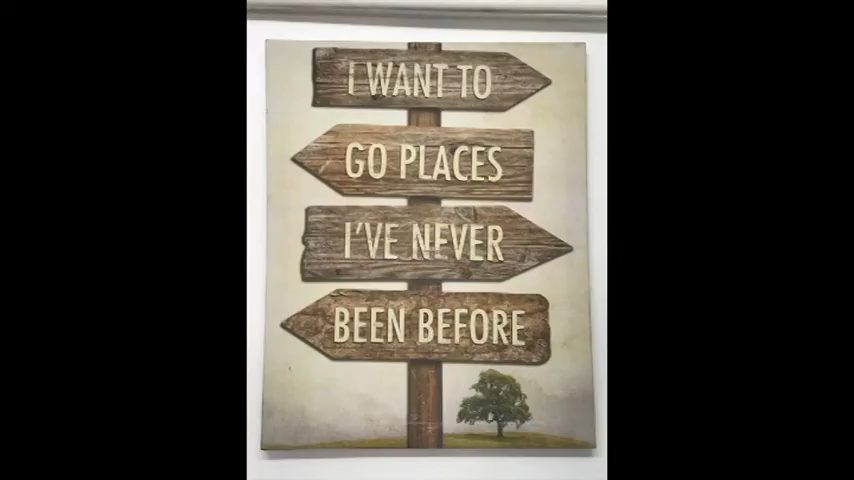 I WANT TO
GO PLACES
I'VE NEVER
BEEN BEFORE